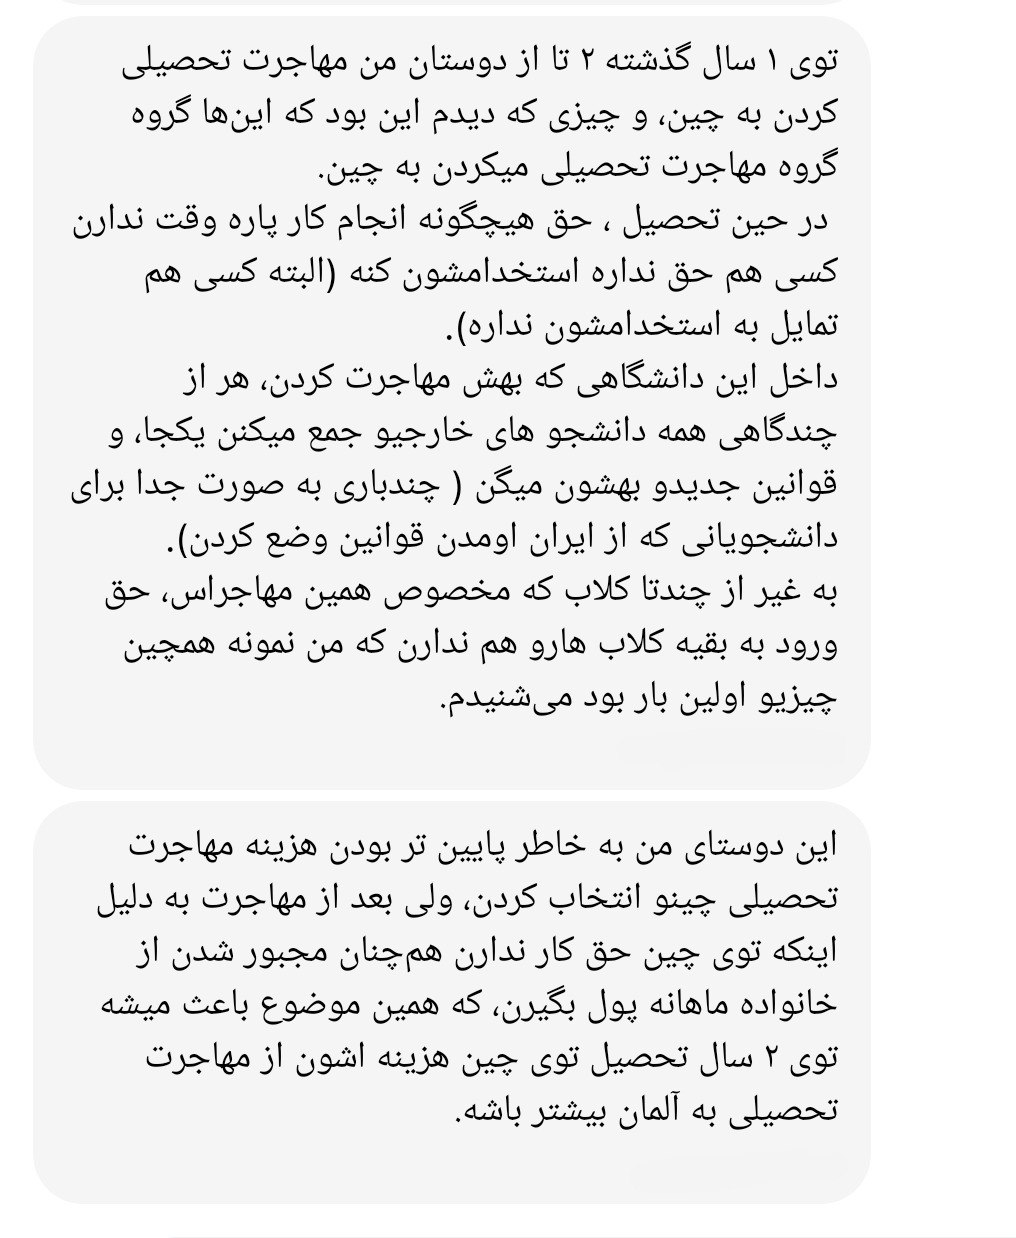 توی ۱ سال گذشته ۲ تا از دوستان من مهاجرت تحصیلی
کردن به چین، و چیزی که دیدم این بود که این‌ها گروه
گروه مهاجرت تحصیلی میکردن به چین.
در حین تحصیل ، حق هیچگونه انجام کار پاره وقت ندارن
کسی هم حق نداره استخدامشون کنه (البته کسی هم
تمایل به استخدامشون نداره).
داخل این دانشگاهی که بهش مهاجرت کردن، هر از
چندگاهی همه دانشجو های خارجیو جمع میکنن یکجا، و
قوانین جدیدو بهشون میگن ( چندباری به صورت جدا برای
دانشجویانی که از ایران اومدن قوانین وضع کردن).
به غیر از چندتا کلاب که مخصوص همین مهاجراس، حق
ورود به بقیه کلاب هارو هم ندارن که من نمونه همچین
چیزیو اولین بار بود می‌شنیدم.
این دوستای من به خاطر پایین تر بودن هزینه مهاجرت
تحصیلی چینو انتخاب کردن، ولی بعد از مهاجرت به دلیل
اینکه توی چین حق کار ندارن هم‌چنان مجبور شدن از
خانواده ماهانه پول بگیرن، که همین موضوع باعث میشه
توی ۲ سال تحصیل توی چین هزینه اشون از مهاجرت
تحصیلی به آلمان بیشتر باشه.